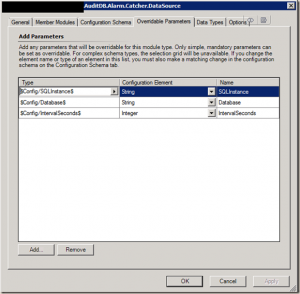 AuditDB.Alarm.Catcher.DataSource
General Member Modules Configuration Schema Overridable Parameters Data Types Options
Add Parameters
Add any parameters that will be overridable for this module type. Only simple, mandatory parameters can
be set as overridable. For complex schema types, the selection grid will be unavailable. If you change the
element name or type of an element in this list, you must also make a matching change in the configuration
schema on the Configuration Schema tab.
Type Configuration Element Name
$Config/SQLInstance$ String SQLInstance
$Config/Database$ String Database
$Config/IntervalSeconds$ Integer IntervalSeconds
Add... Remove
OK Cancel Apply